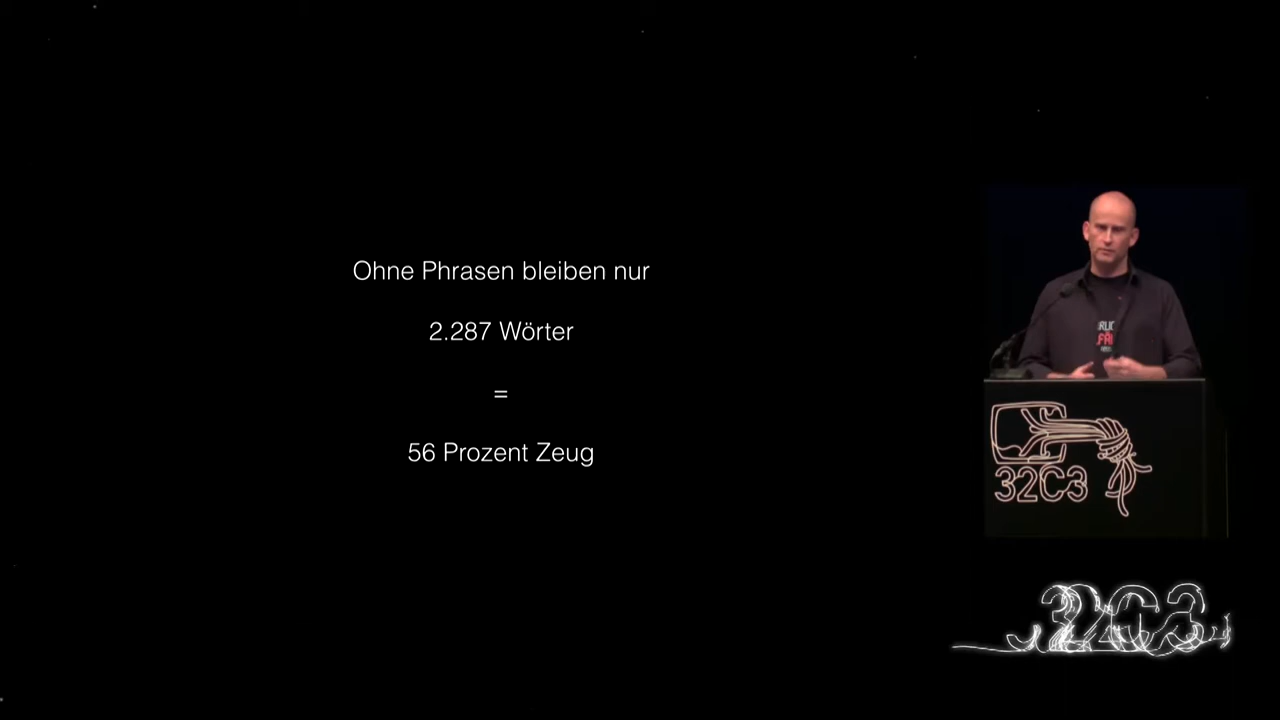 Ohne Phrasen bleiben nur
2.287 Wörter
=
56 Prozent Zeug
32C3
32C3